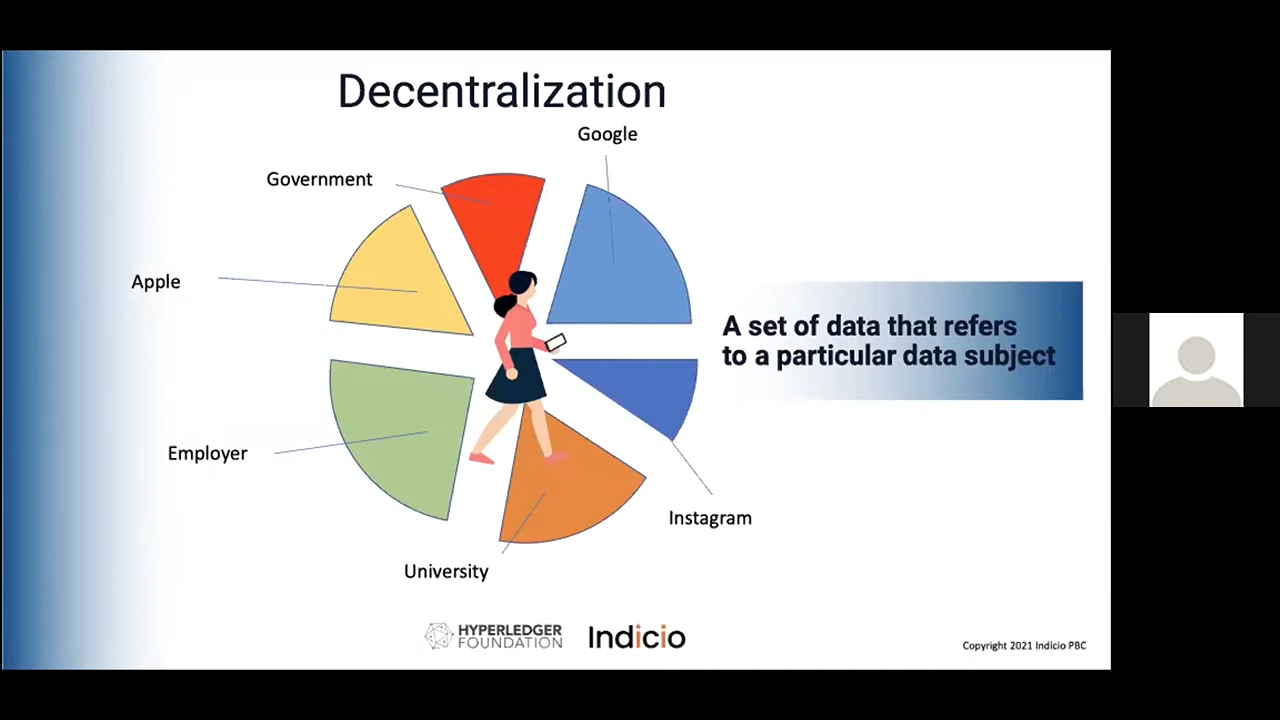 Decentralization
Google
Government
Apple
A set of data that refers
to a particular data subject
Employer
Instagram
University
HYPERLEDGER
FOUNDATION
Indicio
Copyright 2021 Indicio PBC